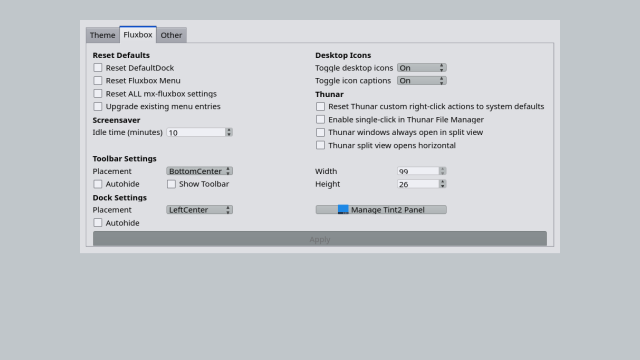 Theme Fluxbox Other
Reset Defaults
Reset DefaultDock
Reset Fluxbox Menu
Reset ALL mx-fluxbox settings
Upgrade existing menu entries
Screensaver
Idle time (minutes) 10
Desktop Icons
Toggle desktop icons On
Toggle icon captions On
Thunar
Reset Thunar custom right-click actions to system defaults
Enable single-click in Thunar File Manager
Thunar windows always open in split view
Thunar split view opens horizontal
Toolbar Settings
Placement BottomCenter
Width 99
Autohide Show Toolbar
Height 26
Dock Settings
Placement LeftCenter
Manage Tint2 Panel
Autohide
Apply